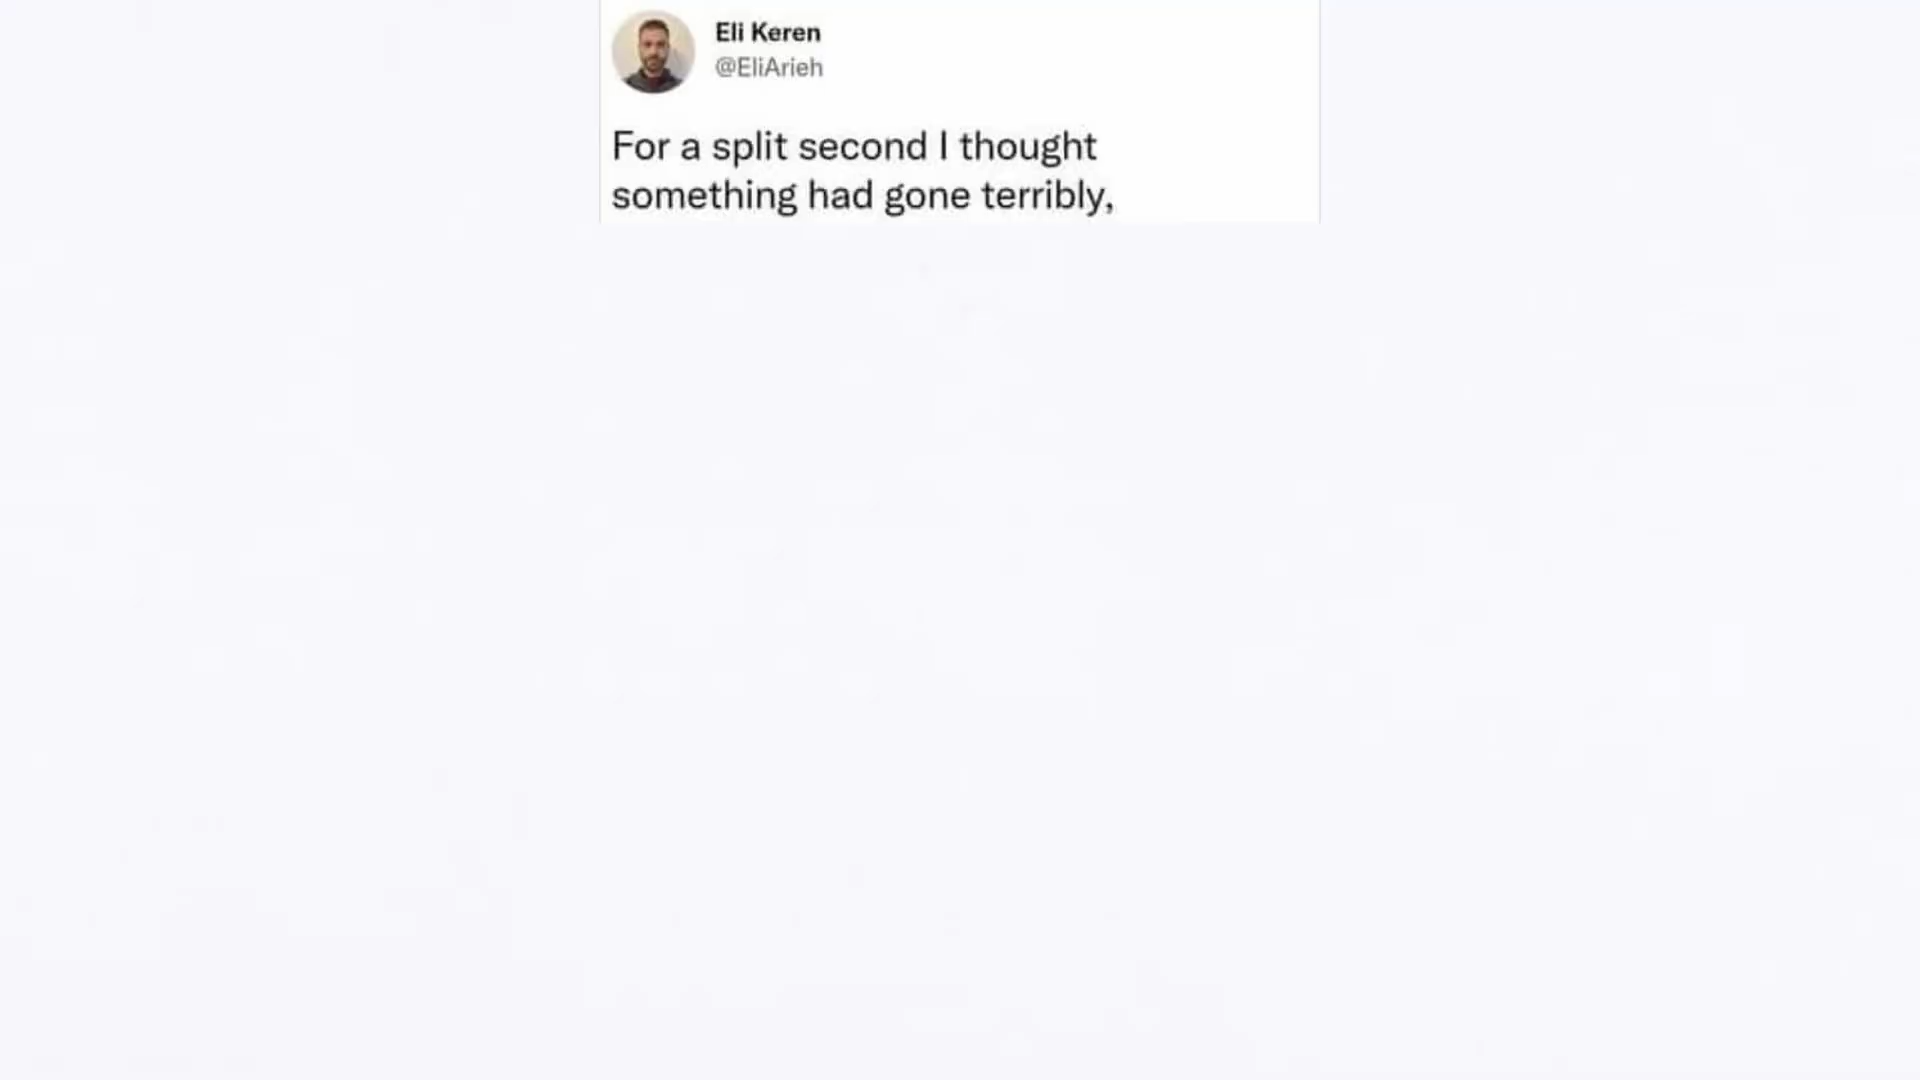 Eli Keren
@EliArieh
For a split second I thought
something had gone terribly,